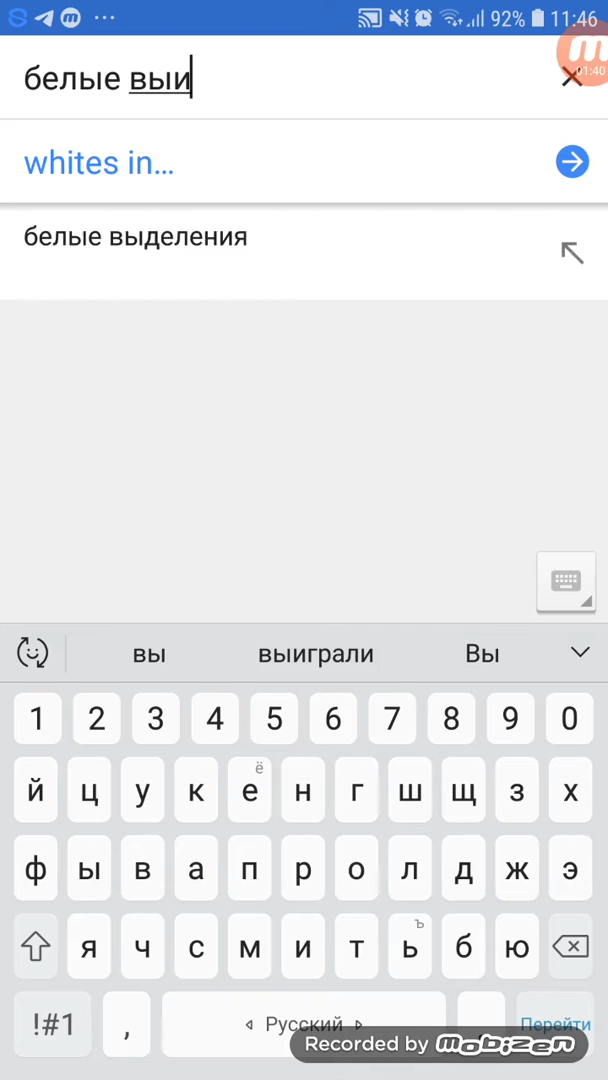 92% 11:46
белые выи
01:40
whites in...
белые выделения
вы выиграли Вы
1 2 3 4 5 6 7 8 9 0
ё
й ц у к е н г ш щ з х
ф ы в а п р о л д ж э
ъ
я ч с м и т ь б ю
!#1 , Русский . Перейти
Recorded by mobizen